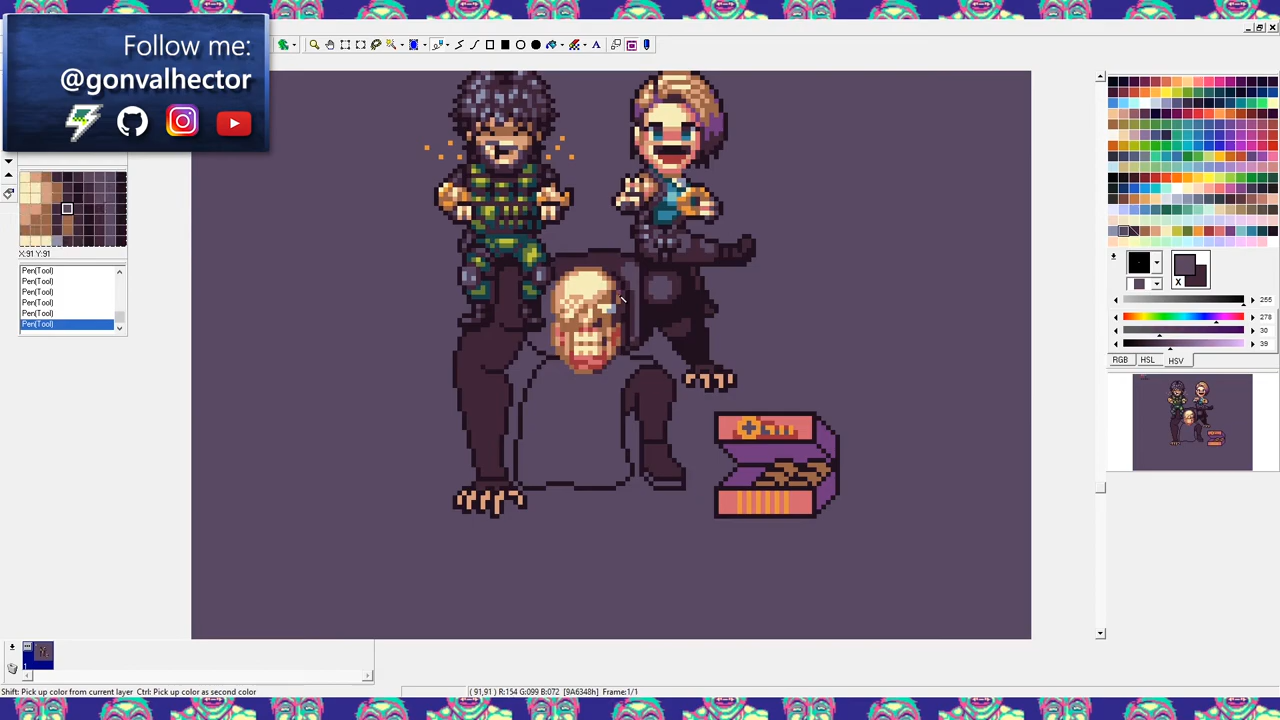 Follow me:
@gonvalhector
X:91 Y:91
Pen(Tool)
Pen(Tool)
Pen(Tool)
Pen(Tool)
Pen(Tool)
Pen(Tool)
A
X
255
278
30
39
RGB HSL HSV
1
Shift: Pick up color from current layer Ctrl: Pick up color as second color
( 91,91 ) R:154 G:099 B:072 [9A6348h] Frame:1/1